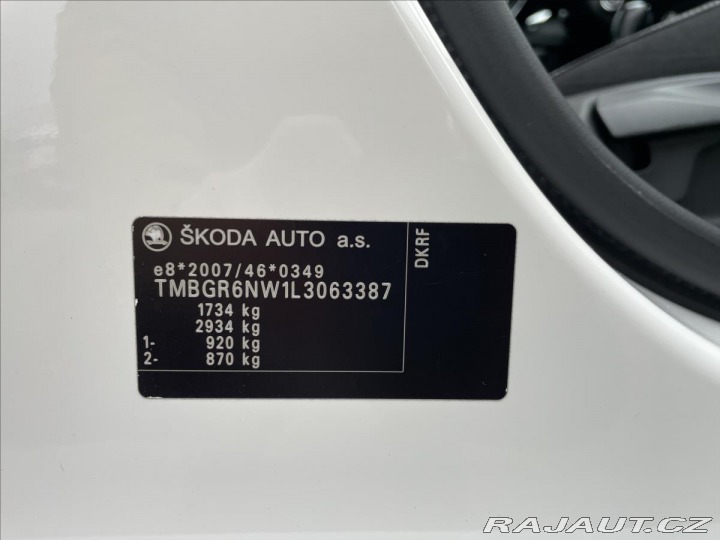 ŠKODA AUTO a.s.
e8*2007/46*0349
TMBGR6NW1L3063387
1734 kg
2934 kg
1- 920 kg
2- 870 kg
DKRF
RAJAUT.CZ